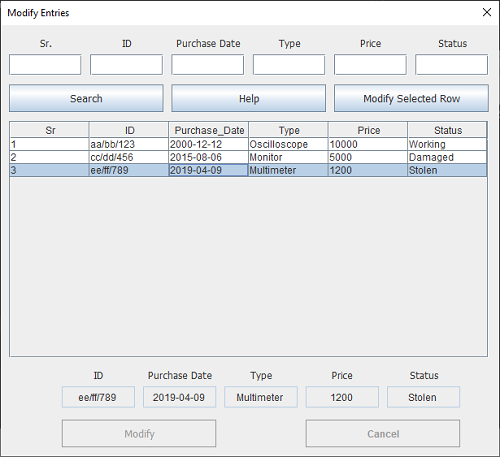 Modify Entries
Sr. ID Purchase Date Type Price Status
Search Help Modify Selected Row
Sr ID Purchase_Date Type Price Status
1 aa/bb/123 2000-12-12 Oscilloscope 10000 Working
2 cc/dd/456 2015-08-06 Monitor 5000 Damaged
3 ee/ff/789 2019-04-09 Multimeter 1200 Stolen
ID Purchase Date Type Price Status
ee/ff/789 2019-04-09 Multimeter 1200 Stolen
Modify Cancel